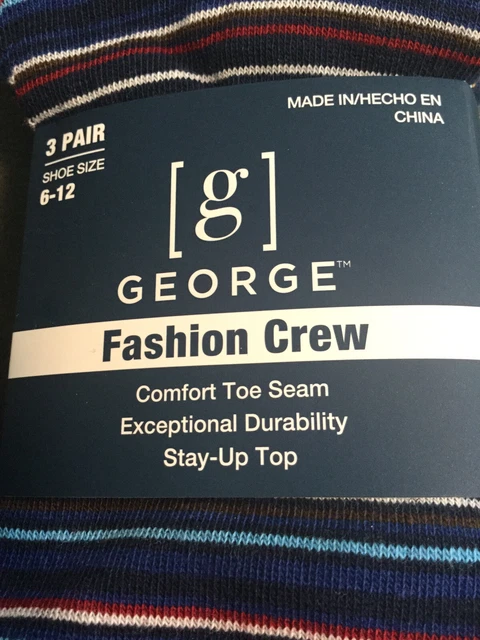 3 PAIR
SHOE SIZE
6-12
MADE IN/HECHO EN
CHINA
[g]
GEORGE™
Fashion Crew
Comfort Toe Seam
Exceptional Durability
Stay-Up Top